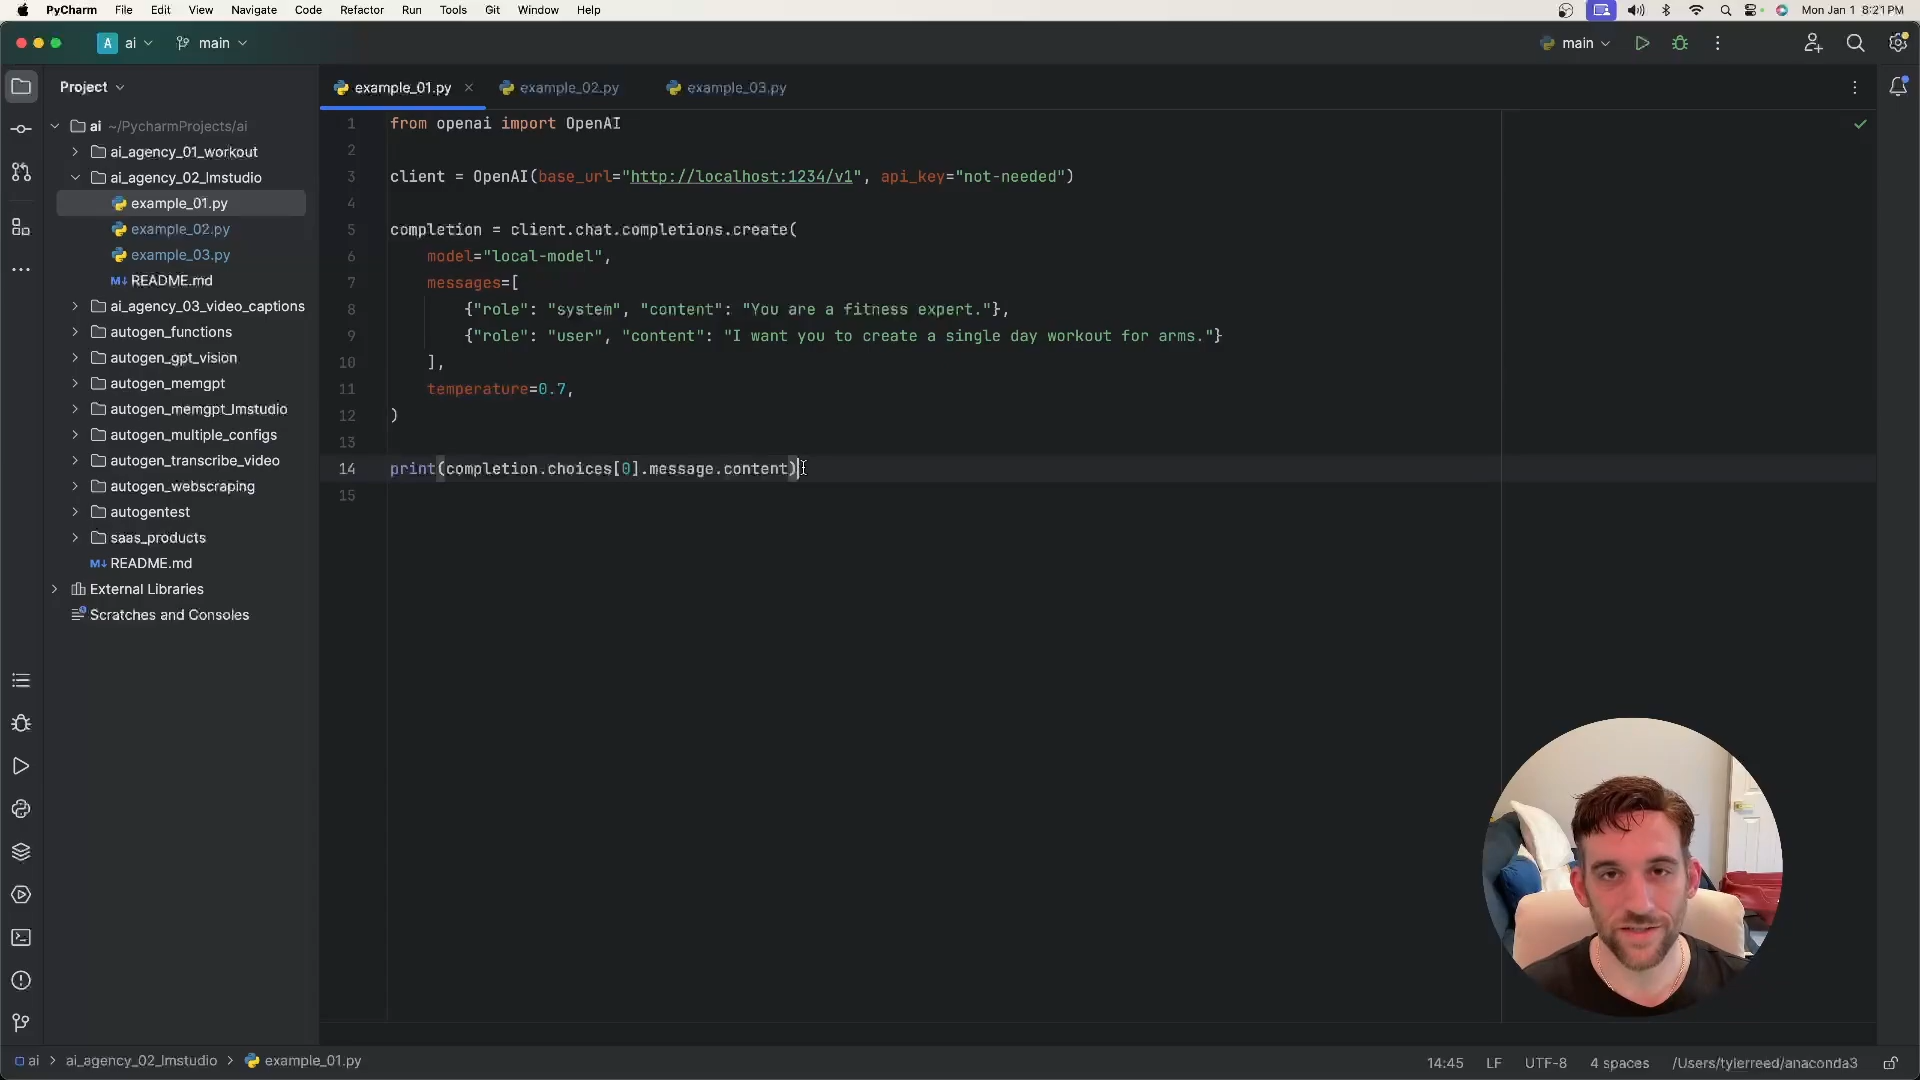 PyCharm File Edit View Navigate Code Refactor Run Tools Git Window Help Mon Jan 1 8:21 PM
A ai main main
Project example_01.py example_02.py example_03.py
ai ~/PycharmProjects/ai
ai_agency_01_workout
ai_agency_02_lmstudio
example_01.py
example_02.py
example_03.py
README.md
ai_agency_03_video_captions
autogen_functions
autogen_gpt_vision
autogen_memgpt
autogen_memgpt_lmstudio
autogen_multiple_configs
autogen_transcribe_video
autogen_webscraping
autogentest
saas_products
README.md
External Libraries
Scratches and Consoles
1 from openai import OpenAI
2
3 client = OpenAI(base_url="http://localhost:1234/v1", api_key="not-needed")
4
5 completion = client.chat.completions.create(
6 model="local-model",
7 messages=[
8 {"role": "system", "content": "You are a fitness expert."},
9 {"role": "user", "content": "I want you to create a single day workout for arms."}
10 ],
11 temperature=0.7,
12 )
13
14 print(completion.choices[0].message.content)
15
ai > ai_agency_02_lmstudio > example_01.py 14:45 LF UTF-8 4 spaces /Users/tylerreed/anaconda3